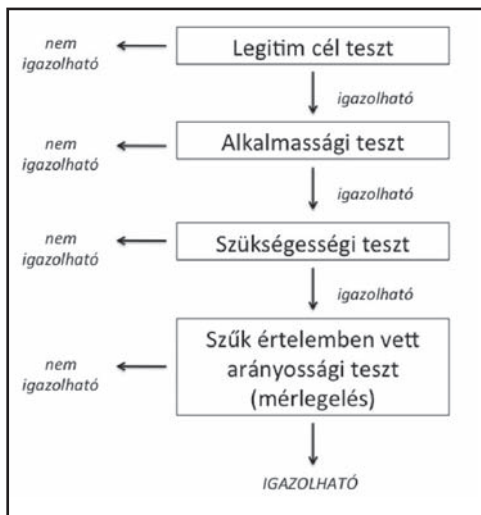 nem
igazolható
Legitim cél teszt
igazolható
nem
igazolható
Alkalmassági teszt
igazolható
nem
igazolható
Szükségességi teszt
igazolható
nem
igazolható
Szűk értelemben vett
arányossági teszt
(mérlegelés)
IGAZOLHATÓ